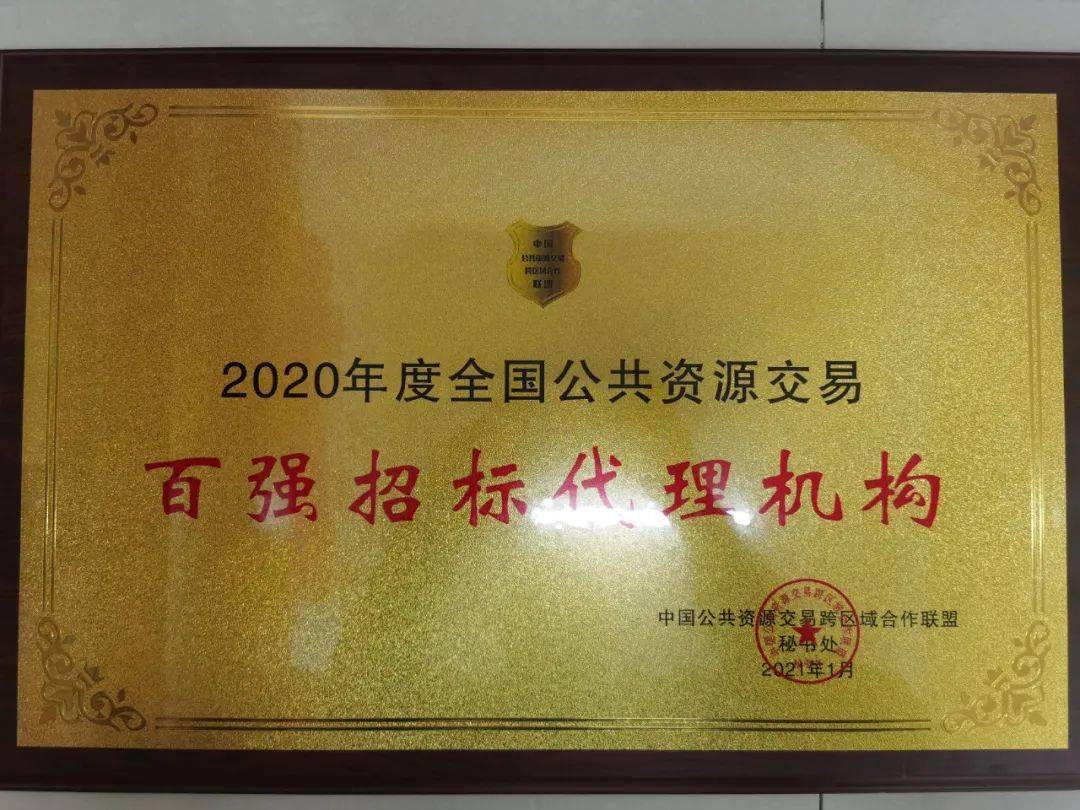 中国
公共资源交易
跨区域合作
联盟
2020年度全国公共资源交易
百强招标代理机构
中国公共资源交易跨区域合作联盟
秘书处
2021年1月